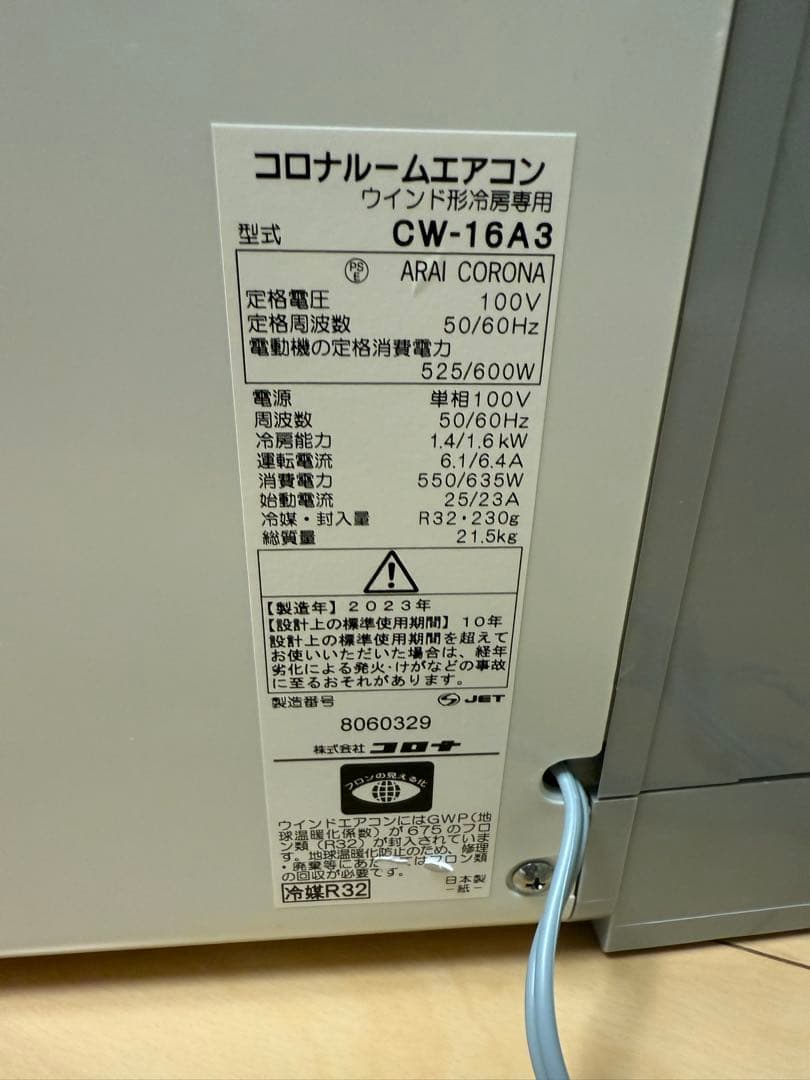 コロナルームエアコン
ウインド形冷房専用
型式 CW-16A3
PSE ARAI CORONA
定格電圧 100V
定格周波数 50/60Hz
電動機の定格消費電力
525/600W
電源 単相100V
周波数 50/60Hz
冷房能力 1.4/1.6kW
運転電流 6.1/6.4A
消費電力 550/635W
始動電流 25/23A
冷媒・封入量 R32・230g
総質量 21.5kg
【製造年】2023年
【設計上の標準使用期間】10年
設計上の標準使用期間を超えて
お使いいただいた場合は、経年
劣化による発火・けがなどの事故
に至るおそれがあります。
製造番号 JET
8060329
株式会社 コロナ
フロンの見える化
ウインドエアコンにはGWP(地
球温暖化係数)が675のフロ
ン類(R32)が封入されていま
す。地球温暖化防止のため、修理
・廃棄等にあた はフロン類
の回収が必要です。
冷媒R32 日本製
-紙-